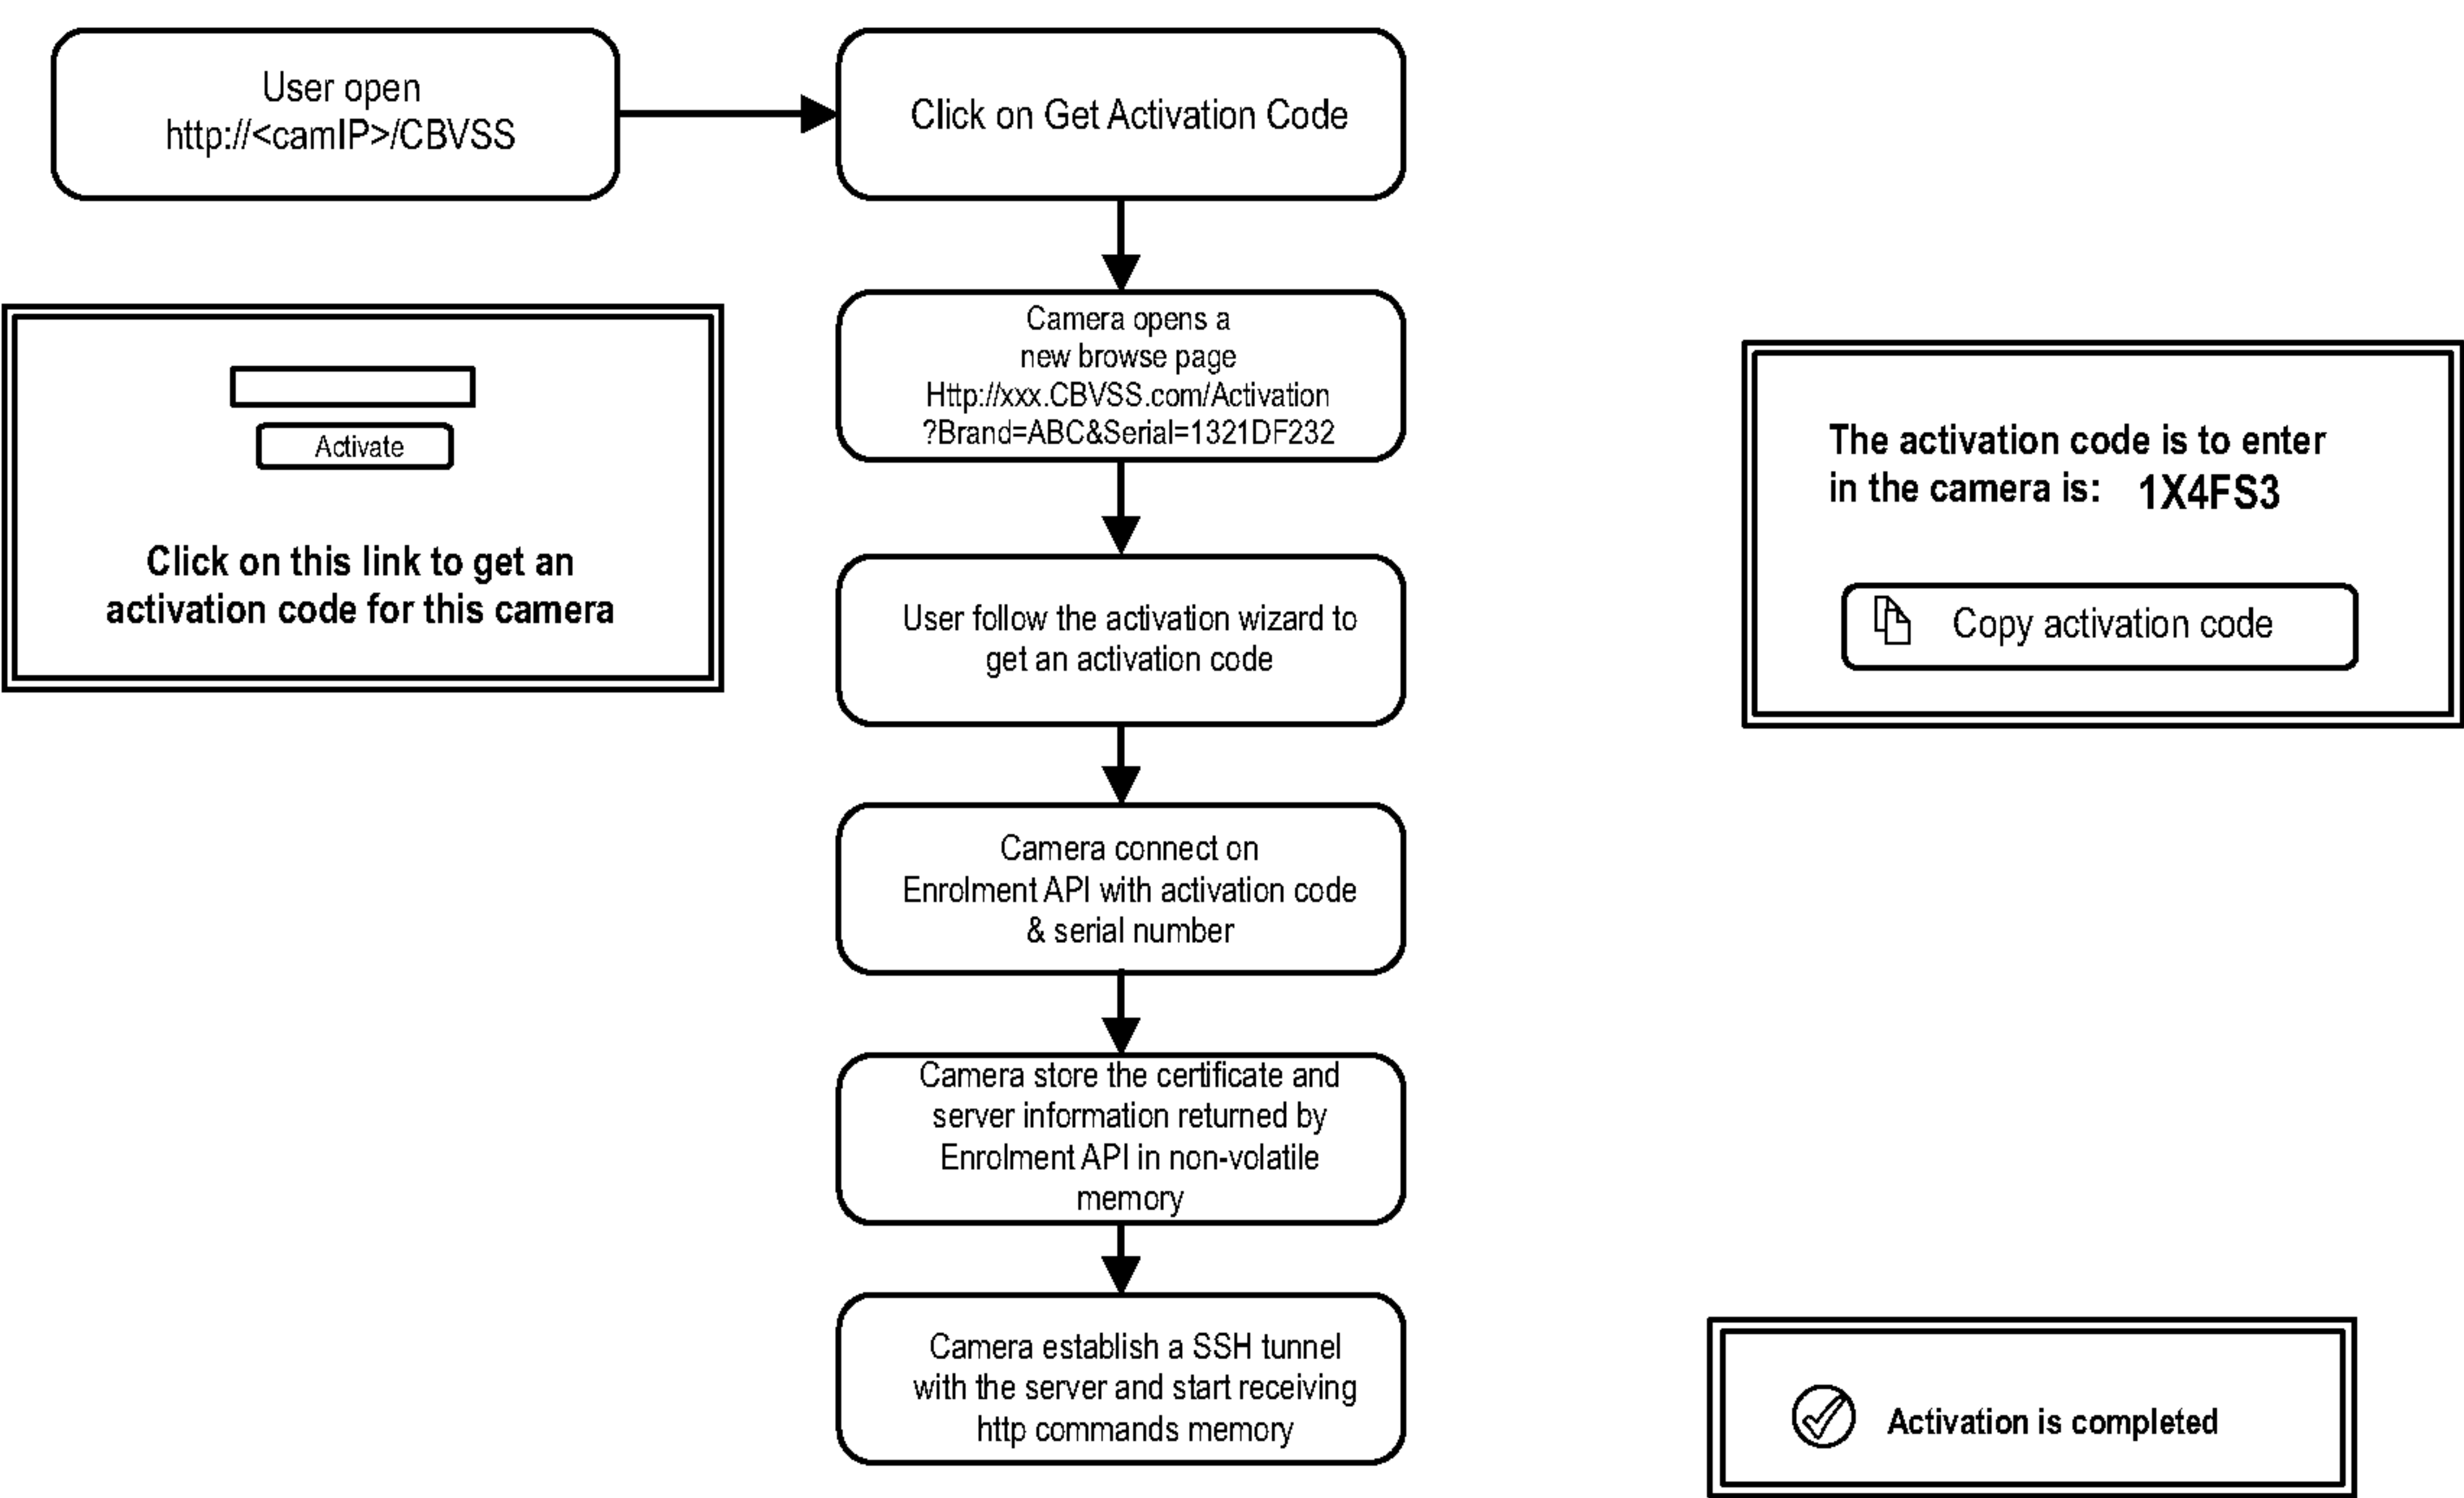 User open
http://<camIP>/CBVSS
Click on Get Activation Code
Camera opens a
new browse page
Http://xxx.CBVSS.com/Activation
?Brand=ABC&Serial=1321DF232
Activate
Click on this link to get an
activation code for this camera
The activation code is to enter
in the camera is: 1X4FS3
Copy activation code
User follow the activation wizard to
get an activation code
Camera connect on
Enrolment API with activation code
& serial number
Camera store the certificate and
server information returned by
Enrolment API in non-volatile
memory
Camera establish a SSH tunnel
with the server and start receiving
http commands memory
Activation is completed